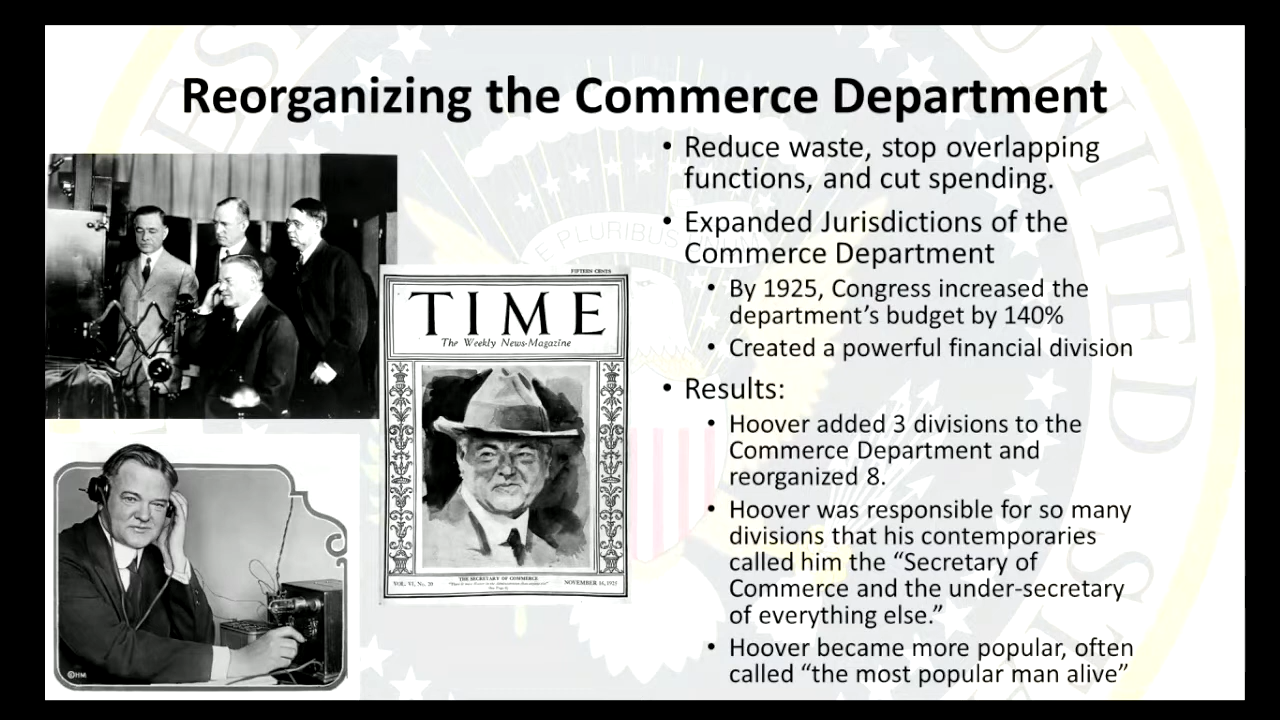 Reorganizing the Commerce Department
• Reduce waste, stop overlapping
functions, and cut spending.
• Expanded Jurisdictions of the
Commerce Department
• By 1925, Congress increased the
department’s budget by 140%
• Created a powerful financial division
• Results:
• Hoover added 3 divisions to the
Commerce Department and
reorganized 8.
• Hoover was responsible for so many
divisions that his contemporaries
called him the “Secretary of
Commerce and the under-secretary
of everything else.”
• Hoover became more popular, often
called “the most popular man alive”
FIFTEEN CENTS
TIME
The Weekly News-Magazine
THE SECRETARY OF COMMERCE
VOL. VI, No. 20
NOVEMBER 16, 1925
E PLURIBUS UNUM
UNITED